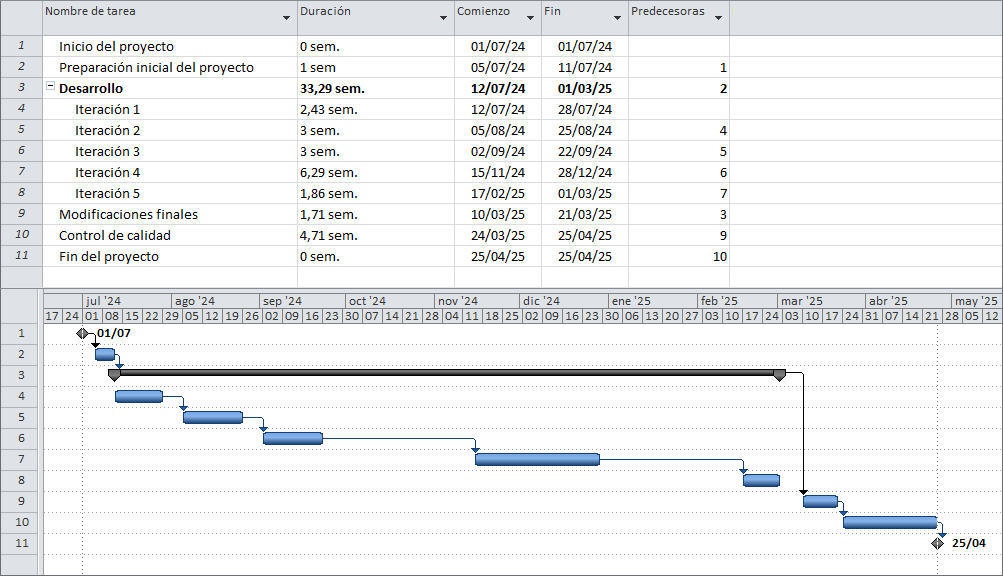 Nombre de tarea Duración Comienzo Fin Predecesoras
1 Inicio del proyecto 0 sem. 01/07/24 01/07/24
2 Preparación inicial del proyecto 1 sem 05/07/24 11/07/24 1
3 Desarrollo 33,29 sem. 12/07/24 01/03/25 2
4 Iteración 1 2,43 sem. 12/07/24 28/07/24
5 Iteración 2 3 sem. 05/08/24 25/08/24 4
6 Iteración 3 3 sem. 02/09/24 22/09/24 5
7 Iteración 4 6,29 sem. 15/11/24 28/12/24 6
8 Iteración 5 1,86 sem. 17/02/25 01/03/25 7
9 Modificaciones finales 1,71 sem. 10/03/25 21/03/25 3
10 Control de calidad 4,71 sem. 24/03/25 25/04/25 9
11 Fin del proyecto 0 sem. 25/04/25 25/04/25 10
jul '24 ago '24 sep '24 oct '24 nov '24 dic '24 ene '25 feb '25 mar '25 abr '25 may '25
17 24 01 08 15 22 29 05 12 19 26 02 09 16 23 30 07 14 21 28 04 11 18 25 02 09 16 23 30 06 13 20 27 03 10 17 24 03 10 17 24 31 07 14 21 28 05 12
1 01/07
2
3
4
5
6
7
8
9
10
11 25/04